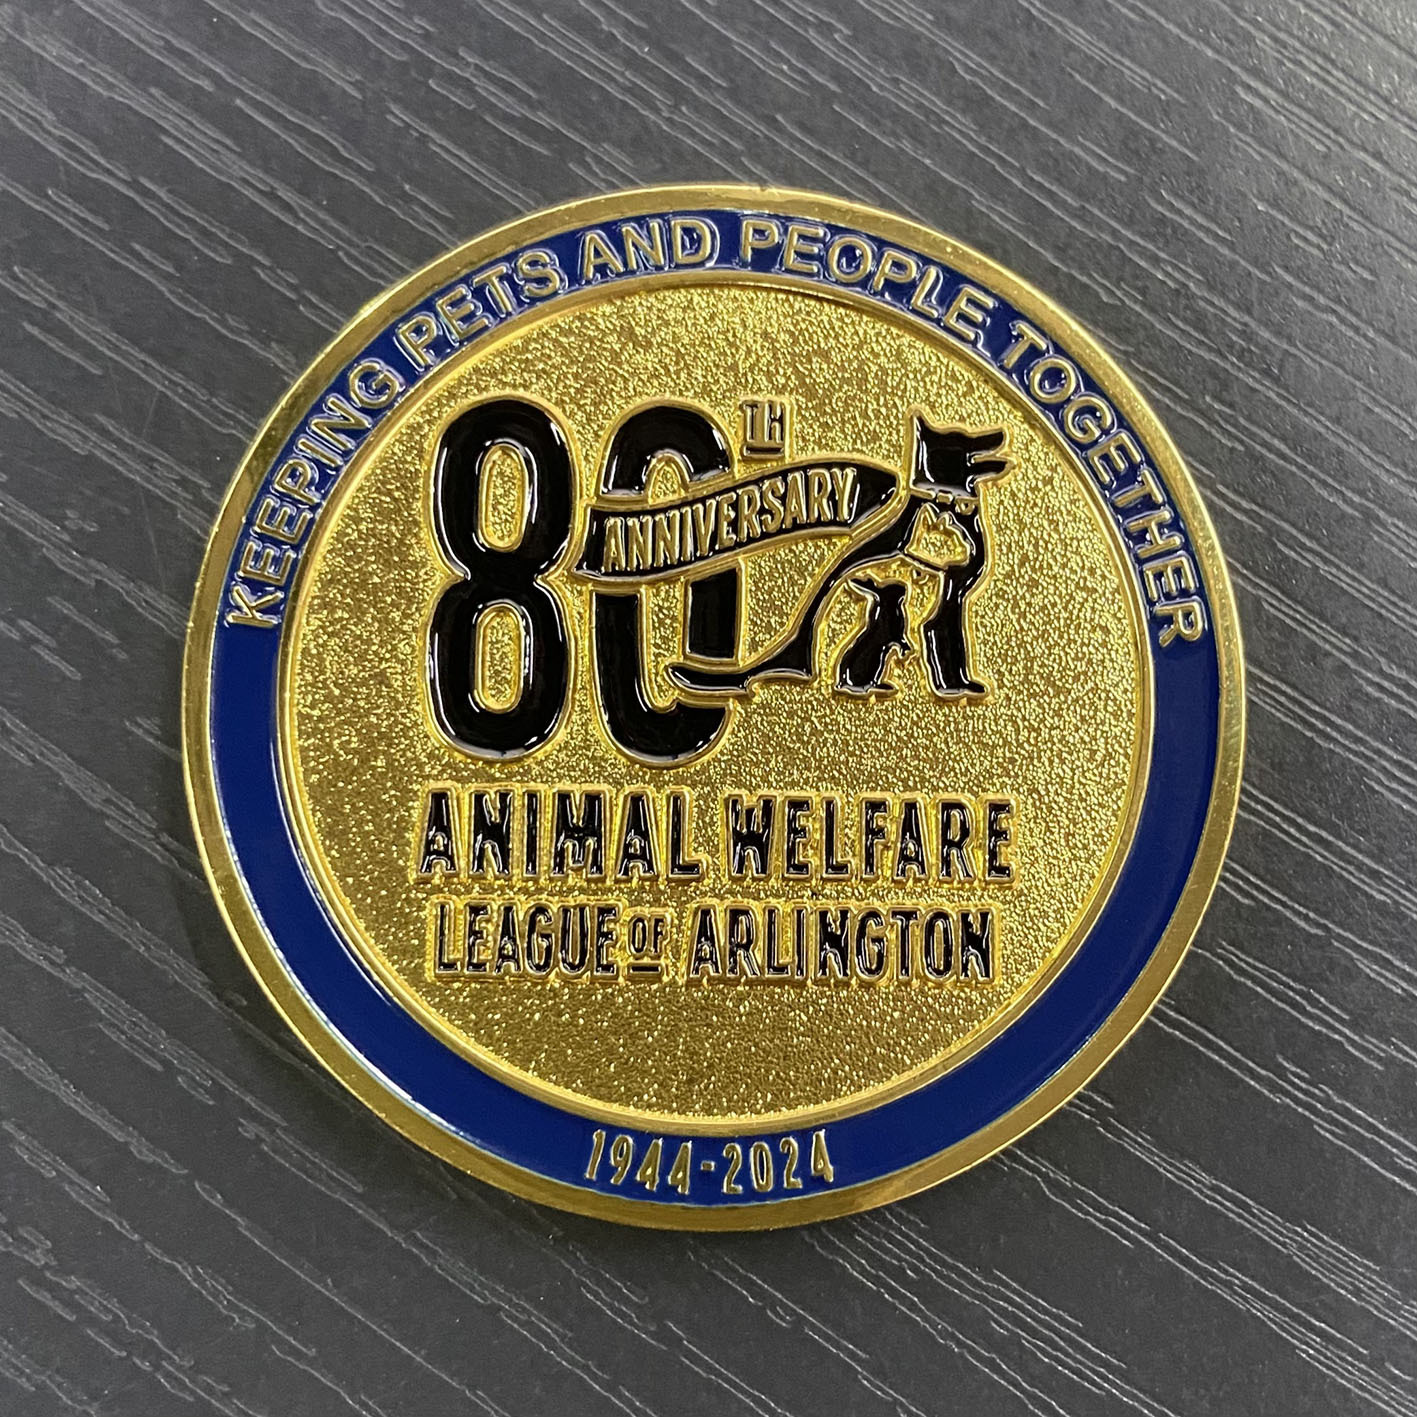 KEEPING PETS AND PEOPLE TOGETHER
80TH
ANNIVERSARY
ANIMAL WELFARE
LEAGUE OF ARLINGTON
1944-2024